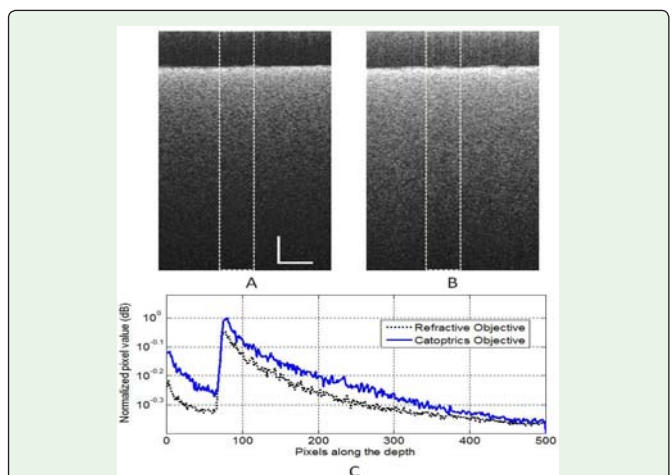 A
B
Normalized pixel value (dB)
10^0
10^-0.1
10^-0.2
10^-0.3
Refractive Objective
Catoptrics Objective
0 100 200 300 400 500
Pixels along the depth
C